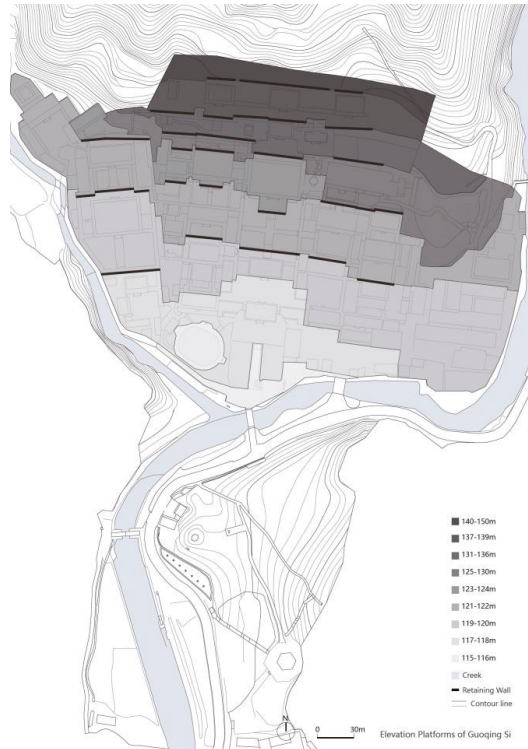 140-150m
137-139m
131-136m
125-130m
123-124m
121-122m
119-120m
117-118m
115-116m
Creek
Retaining Wall
Contour line
N
0 30m
Elevation Platforms of Guoqing Si